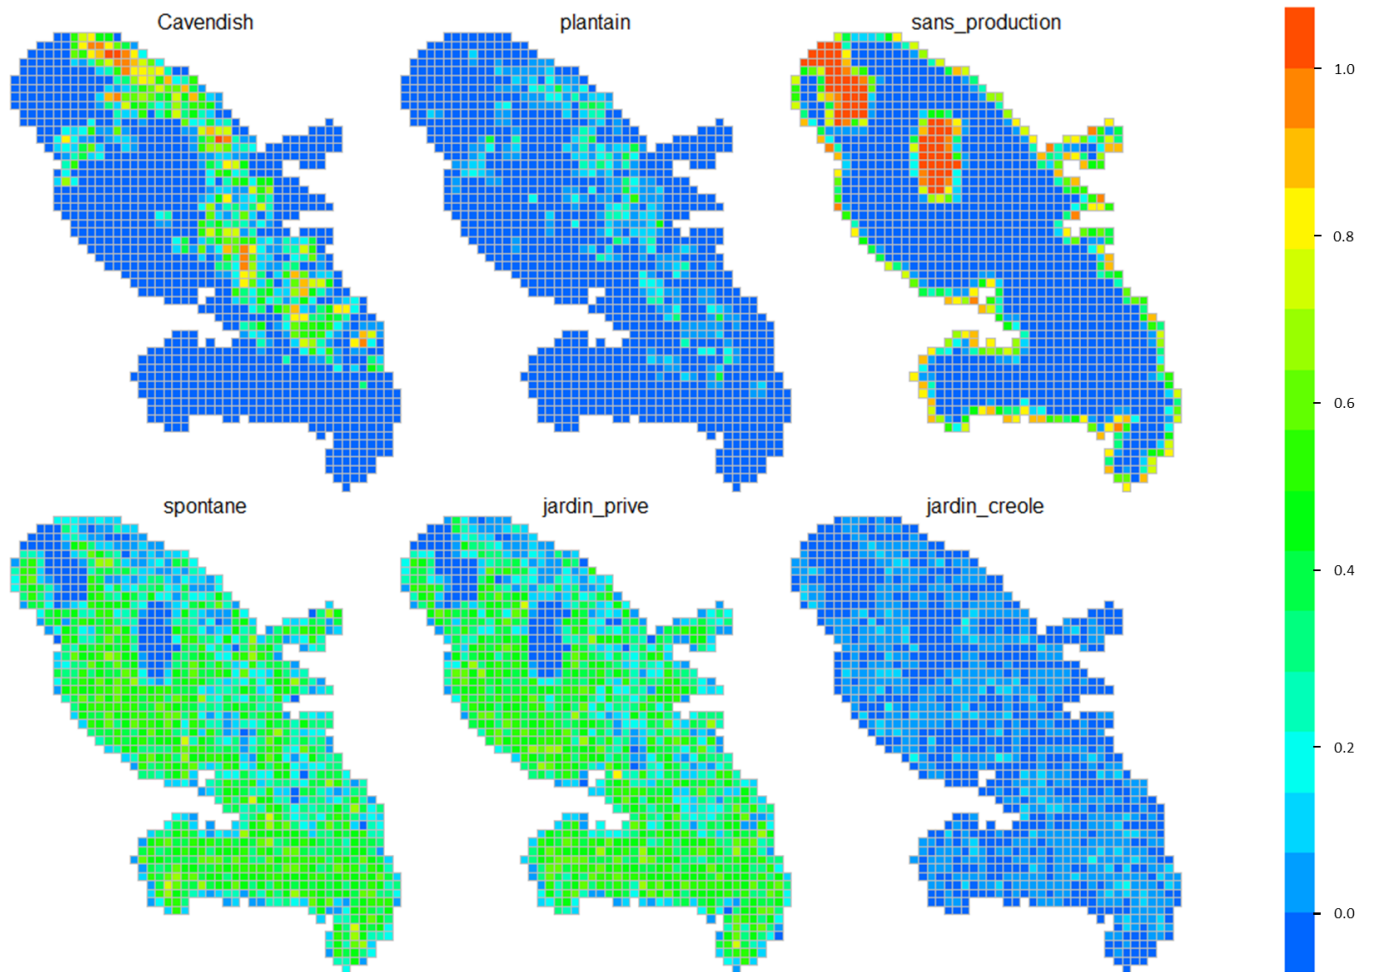 Cavendish
plantain
sans_production
1.0
0.8
0.6
spontane
jardin_prive
jardin_creole
0.4
0.2
0.0